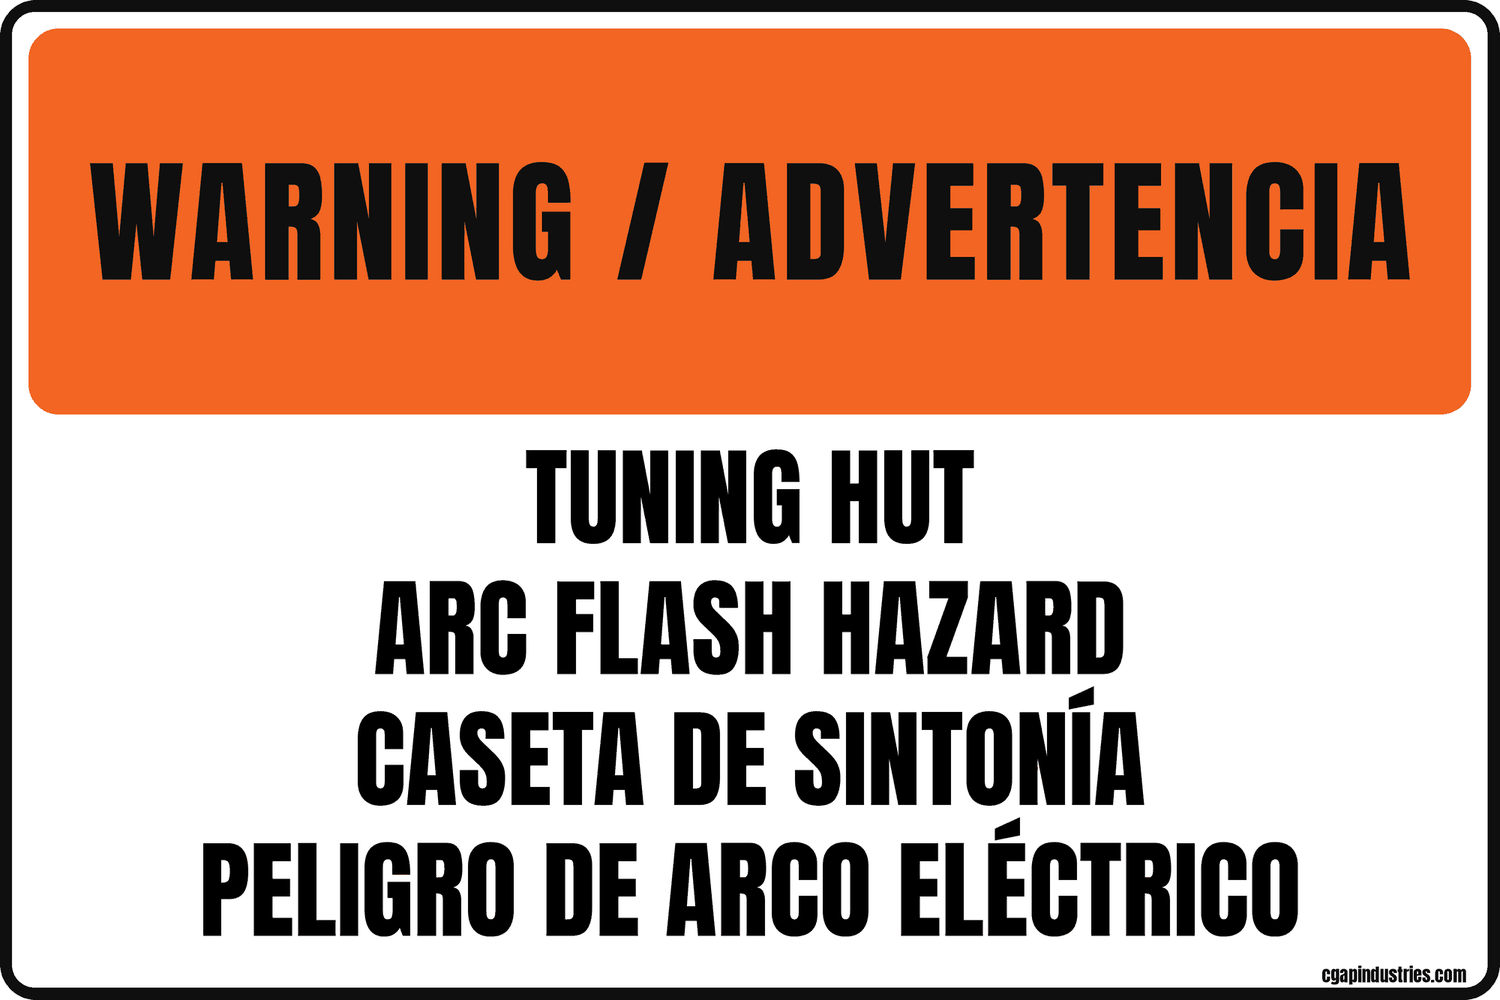 WARNING / ADVERTENCIA
TUNING HUT
ARC FLASH HAZARD
CASETA DE SINTONÍA
PELIGRO DE ARCO ELÉCTRICO
cgapindustries.com